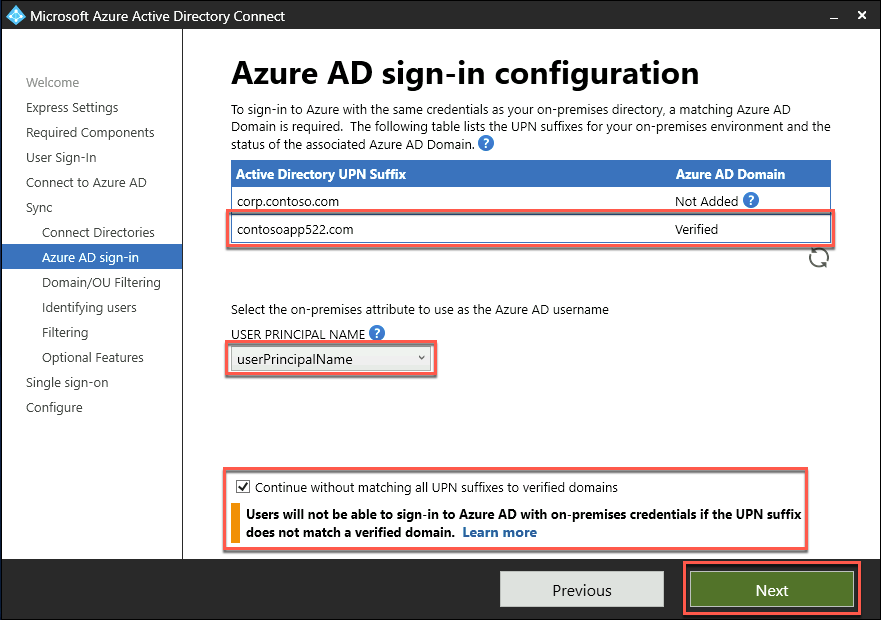 Microsoft Azure Active Directory Connect
Welcome
Express Settings
Required Components
User Sign-In
Connect to Azure AD
Sync
Connect Directories
Azure AD sign-in
Domain/OU Filtering
Identifying users
Filtering
Optional Features
Single sign-on
Configure
Azure AD sign-in configuration
To sign-in to Azure with the same credentials as your on-premises directory, a matching Azure AD
Domain is required.  The following table lists the UPN suffixes for your on-premises environment and the
status of the associated Azure AD Domain. ?
Active Directory UPN Suffix Azure AD Domain
corp.contoso.com Not Added ?
contosoapp522.com Verified
Select the on-premises attribute to use as the Azure AD username
USER PRINCIPAL NAME ?
userPrincipalName
Continue without matching all UPN suffixes to verified domains
Users will not be able to sign-in to Azure AD with on-premises credentials if the UPN suffix
does not match a verified domain.  Learn more
Previous Next